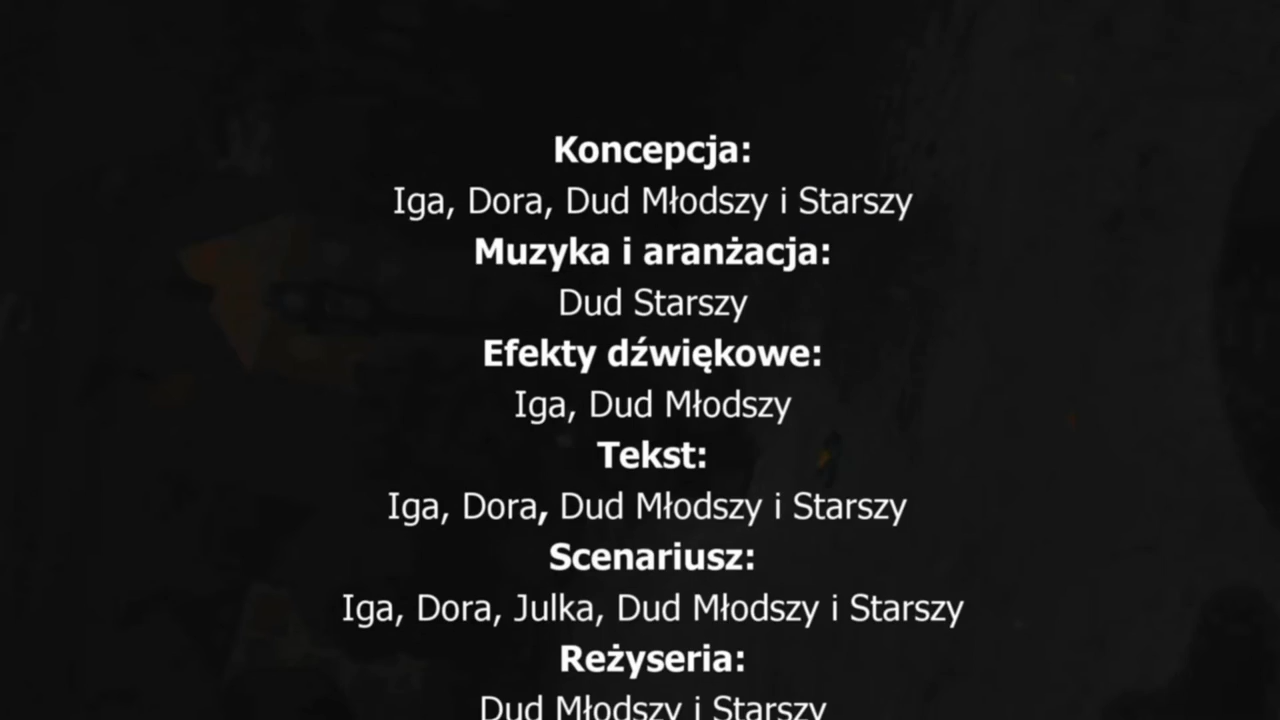 Koncepcja:
Iga, Dora, Dud Młodszy i Starszy
Muzyka i aranżacja:
Dud Starszy
Efekty dźwiękowe:
Iga, Dud Młodszy
Tekst:
Iga, Dora, Dud Młodszy i Starszy
Scenariusz:
Iga, Dora, Julka, Dud Młodszy i Starszy
Reżyseria:
Dud Młodszy i Starszy